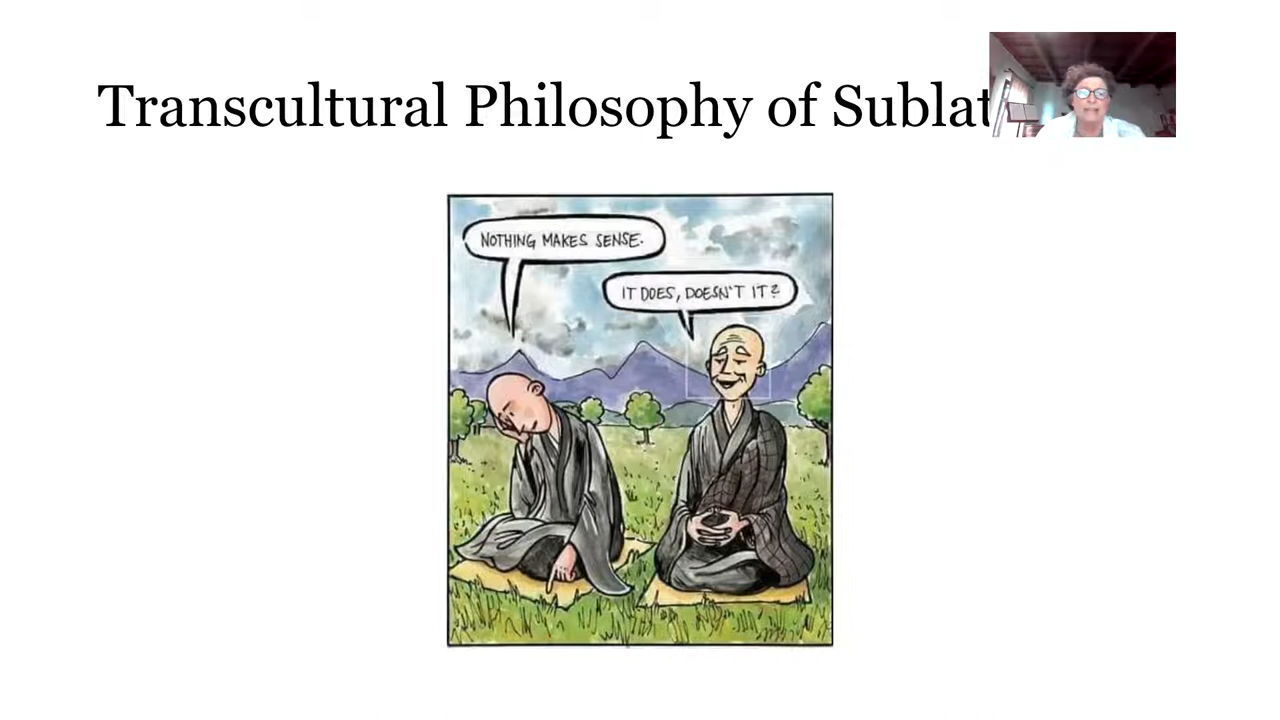 Transcultural Philosophy of Sublat
NOTHING MAKES SENSE.
IT DOES, DOESN'T IT?